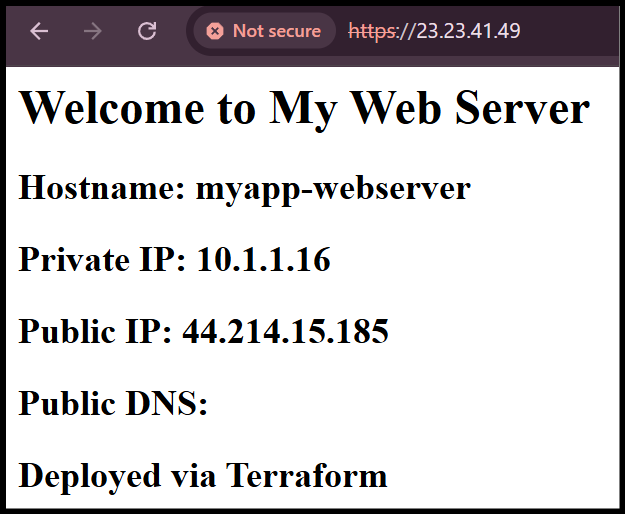 Not secure https://23.23.41.49
Welcome to My Web Server
Hostname: myapp-webserver
Private IP: 10.1.1.16
Public IP: 44.214.15.185
Public DNS:
Deployed via Terraform